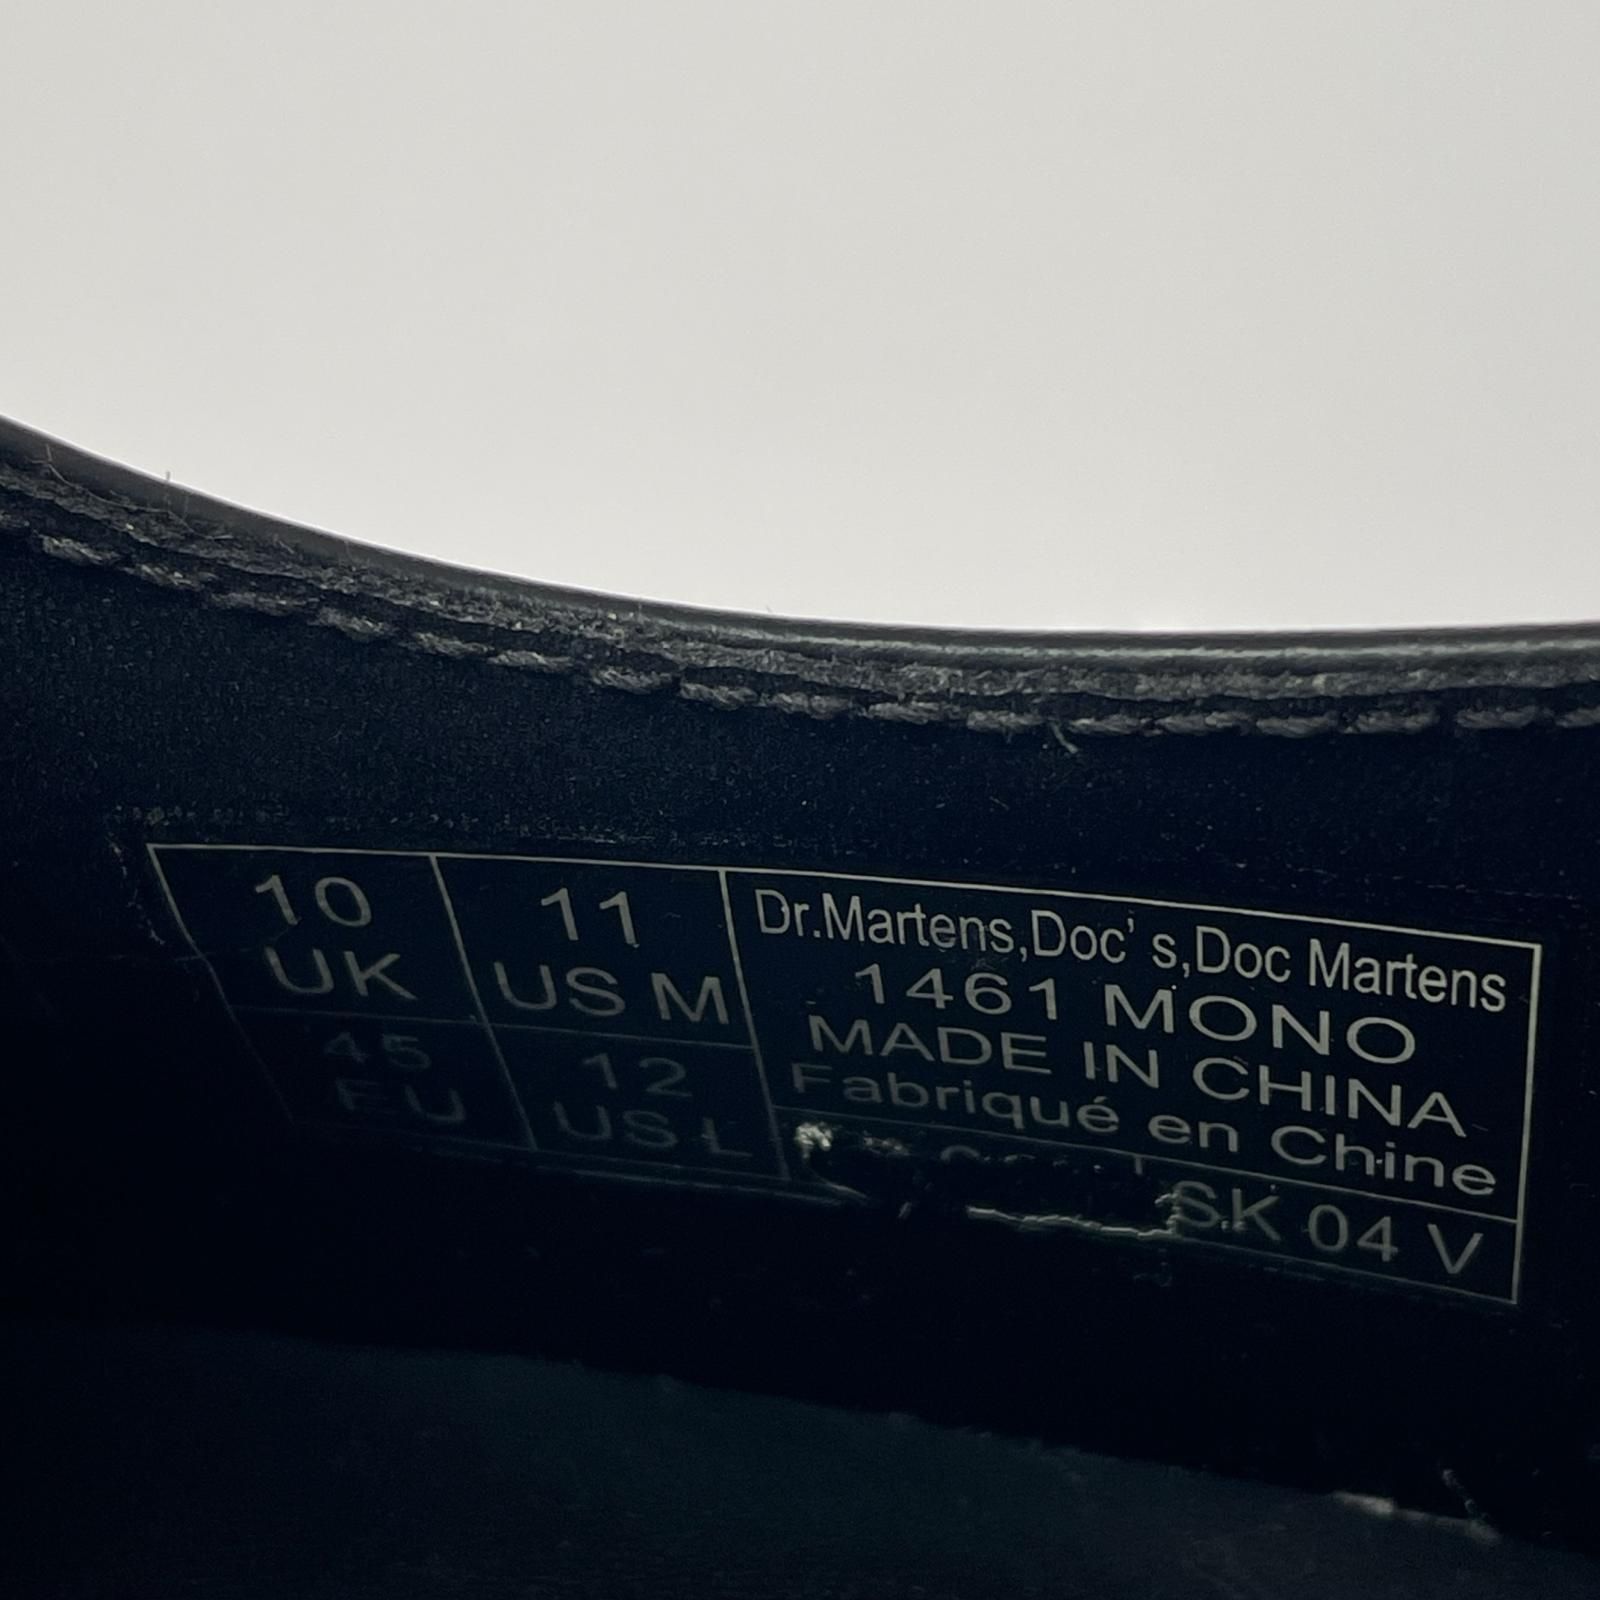 10
UK
11
US M
45
EU
12
US L
Dr.Martens,Doc's,Doc Martens
1461 MONO
MADE IN CHINA
Fabriqué en Chine
SK 04 V